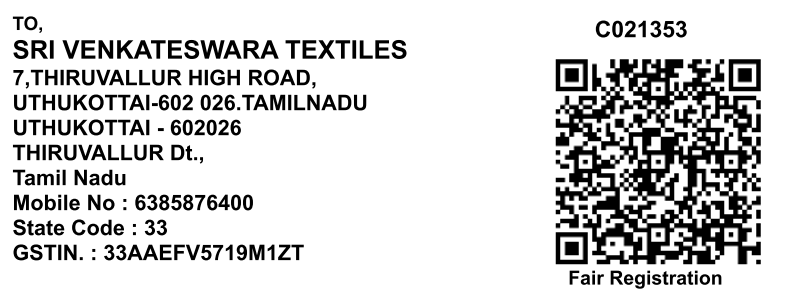 TO,
SRI VENKATESWARA TEXTILES
7,THIRUVALLUR HIGH ROAD,
UTHUKOTTAI-602 026.TAMILNADU
UTHUKOTTAI - 602026
THIRUVALLUR Dt.,
Tamil Nadu
Mobile No : 6385876400
State Code : 33
GSTIN. : 33AAEFV5719M1ZT
C021353
Fair Registration